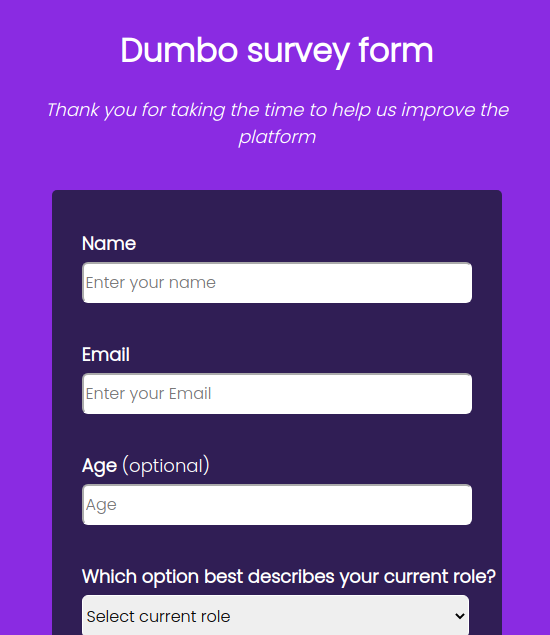 Dumbo survey form
Thank you for taking the time to help us improve the
platform
Name
Enter your name
Email
Enter your Email
Age (optional)
Age
Which option best describes your current role?
Select current role